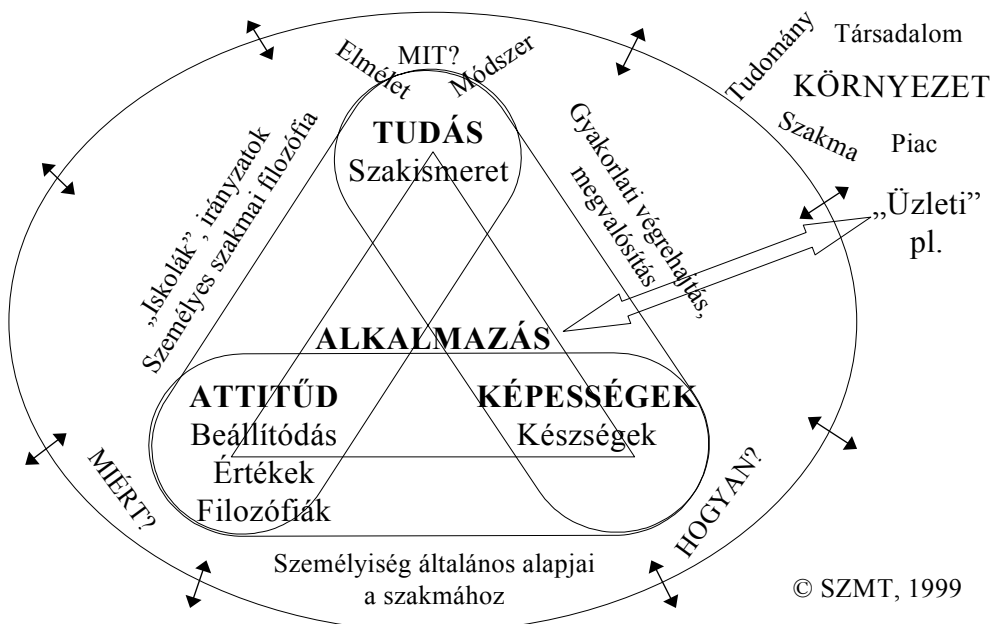 MIT?
Elmélet
Módszer
TUDÁS
Szakismeret
„Iskolák”, irányzatok
Személyes szakmai filozófia
Gyakorlati végrehajtás,
megvalósítás
Tudomány
Társadalom
KÖRNYEZET
Szakma
Piac
„Üzleti”
pl.
ALKALMAZÁS
ATTITŰD
Beállítódás
Értékek
Filozófiák
KÉPESSÉGEK
Készségek
MIÉRT?
HOGYAN?
Személyiség általános alapjai
a szakmához
© SZMT, 1999